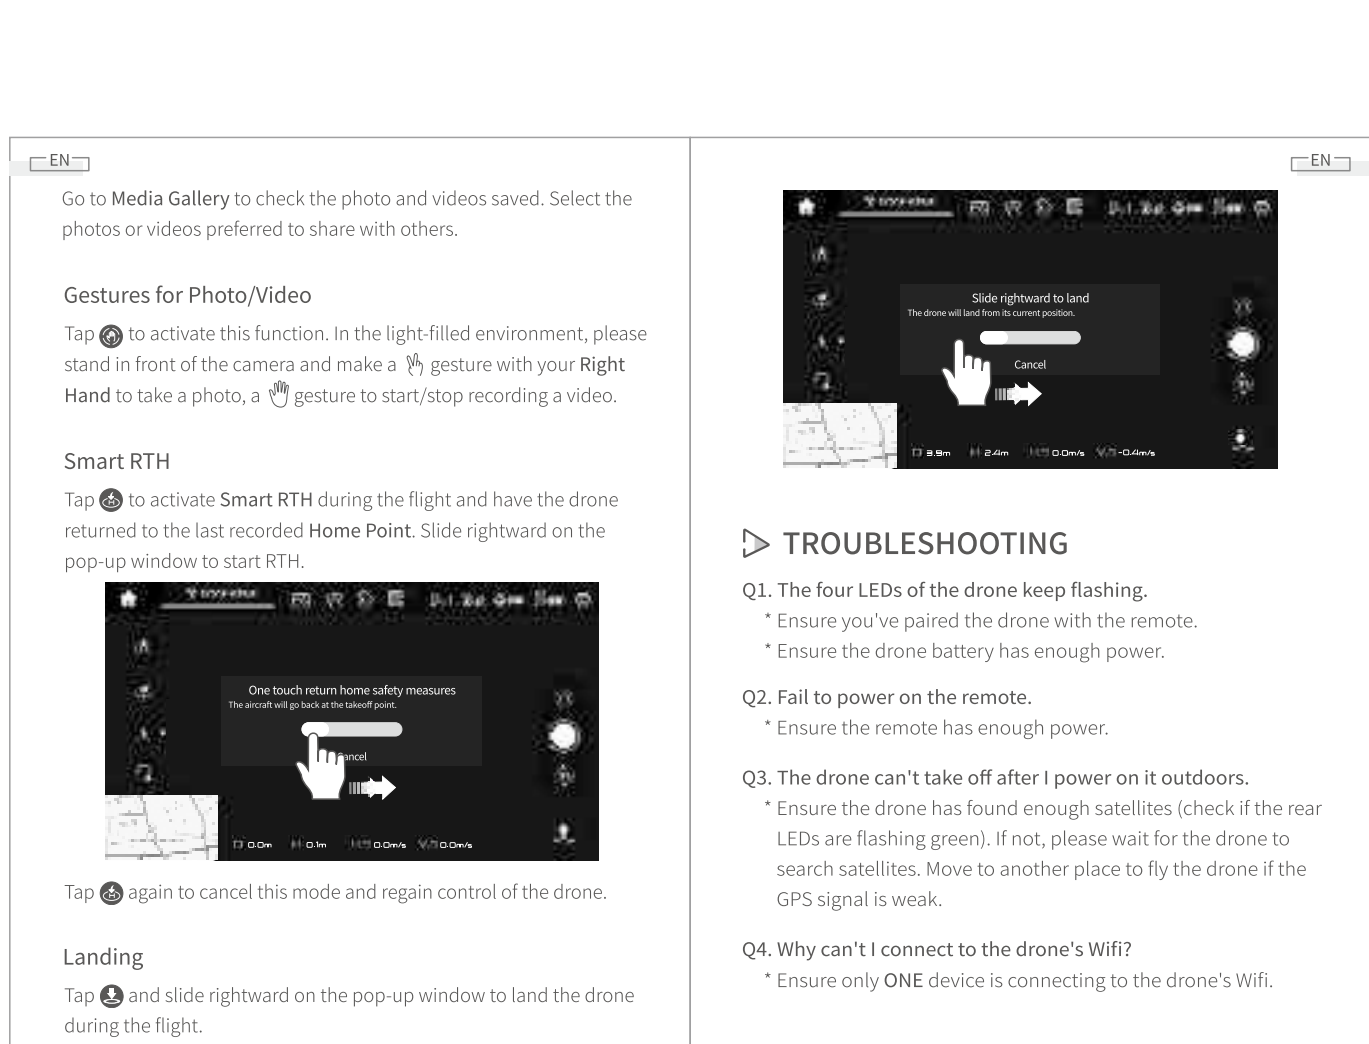 EN
Go to Media Gallery to check the photo and videos saved. Select the
photos or videos preferred to share with others.
Gestures for Photo/Video
Tap to activate this function. In the light-filled environment, please
stand in front of the camera and make a gesture with your Right
Hand to take a photo, a gesture to start/stop recording a video.
Smart RTH
Tap to activate Smart RTH during the flight and have the drone
returned to the last recorded Home Point. Slide rightward on the
pop-up window to start RTH.
One touch return home safety measures
The aircraft will go back at the takeoff point.
Cancel
0.0m 0.1m 0.0m/s 0.0m/s
Tap again to cancel this mode and regain control of the drone.
Landing
Tap and slide rightward on the pop-up window to land the drone
during the flight.
EN
Slide rightward to land
The drone will land from its current position.
Cancel
3.9m 2.4m 0.0m/s -0.4m/s
TROUBLESHOOTING
Q1. The four LEDs of the drone keep flashing.
* Ensure you've paired the drone with the remote.
* Ensure the drone battery has enough power.
Q2. Fail to power on the remote.
* Ensure the remote has enough power.
Q3. The drone can't take off after I power on it outdoors.
* Ensure the drone has found enough satellites (check if the rear
LEDs are flashing green). If not, please wait for the drone to
search satellites. Move to another place to fly the drone if the
GPS signal is weak.
Q4. Why can't I connect to the drone's Wifi?
* Ensure only ONE device is connecting to the drone's Wifi.